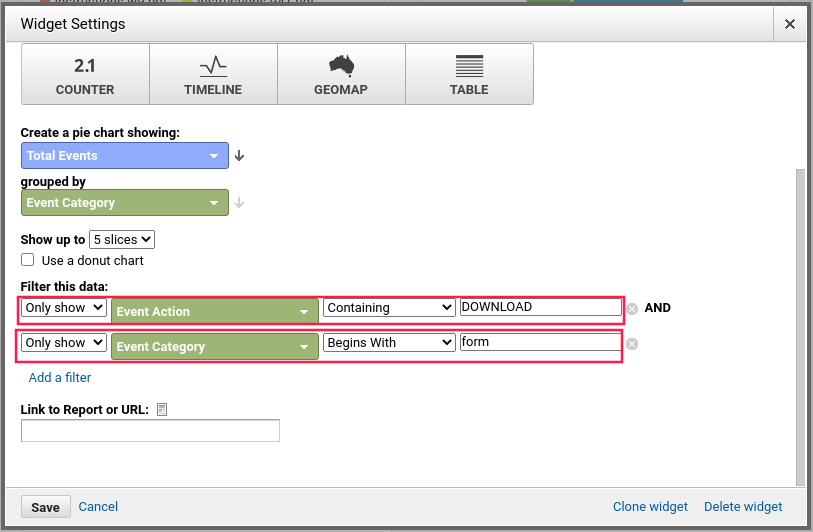 Widget Settings
2.1
COUNTER
TIMELINE
GEOMAP
TABLE
Create a pie chart showing:
Total Events
grouped by
Event Category
Show up to 5 slices
Use a donut chart
Filter this data:
Only show Event Action Containing DOWNLOAD AND
Only show Event Category Begins With form
Add a filter
Link to Report or URL:
Save Cancel Clone widget Delete widget